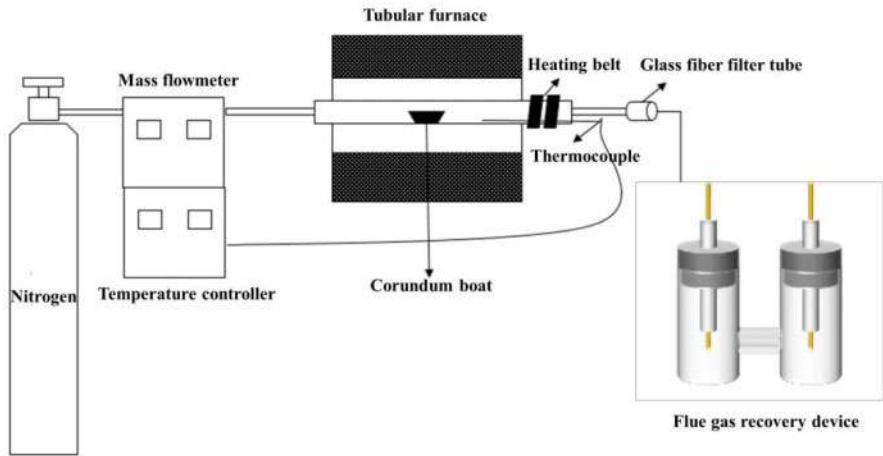 Tubular furnace
Heating belt
Glass fiber filter tube
Mass flowmeter
Thermocouple
Nitrogen
Temperature controller
Corundum boat
Flue gas recovery device